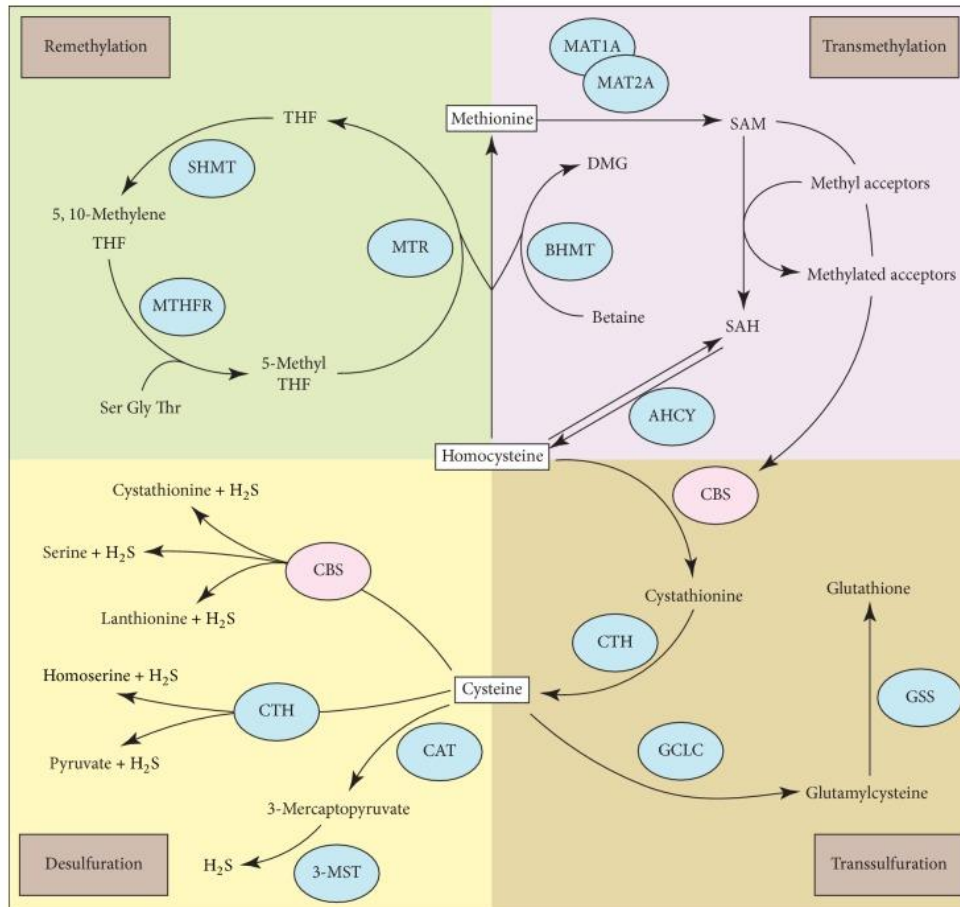 Remethylation
Transmethylation
MAT1A
MAT2A
THF
Methionine
SAM
SHMT
DMG
Methyl acceptors
5, 10-Methylene
THF
MTR
BHMT
Methylated acceptors
MTHFR
Betaine
SAH
5-Methyl
THF
Ser Gly Thr
AHCY
Homocysteine
Cystathionine + H₂S
CBS
Serine + H₂S
CBS
Cystathionine
Glutathione
Lanthionine + H₂S
CTH
Homoserine + H₂S
Cysteine
CTH
GSS
CAT
GCLC
Pyruvate + H₂S
Glutamylcysteine
3-Mercaptopyruvate
Desulfuration
H₂S
3-MST
Transsulfuration